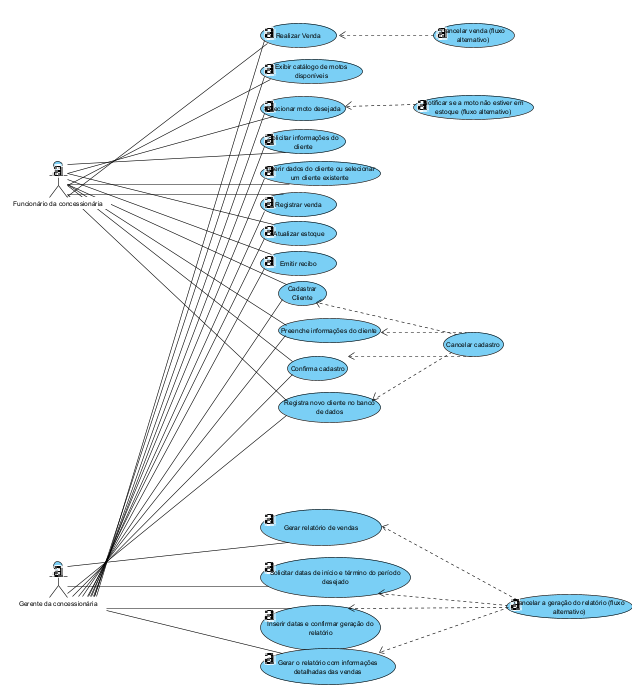 Realizar Venda
Cancelar venda (fluxo
alternativo)
Exibir catálogo de motos
disponíveis
Selecionar moto desejada
Notificar se a moto não estiver em
estoque (fluxo alternativo)
Solicitar informações do
cliente
Inserir dados do cliente ou selecionar
um cliente existente
Funcionário da concessionária
Registrar venda
Atualizar estoque
Emitir recibo
Cadastrar
Cliente
Preenche informações do cliente
Cancelar cadastro
Confirma cadastro
Registra novo cliente no banco
de dados
Gerar relatório de vendas
Solicitar datas de início e término do período
desejado
Gerente da concessionária
Cancelar a geração do relatório (fluxo
alternativo)
Inserir datas e confirmar geração do
relatório
Gerar o relatório com informações
detalhadas das vendas